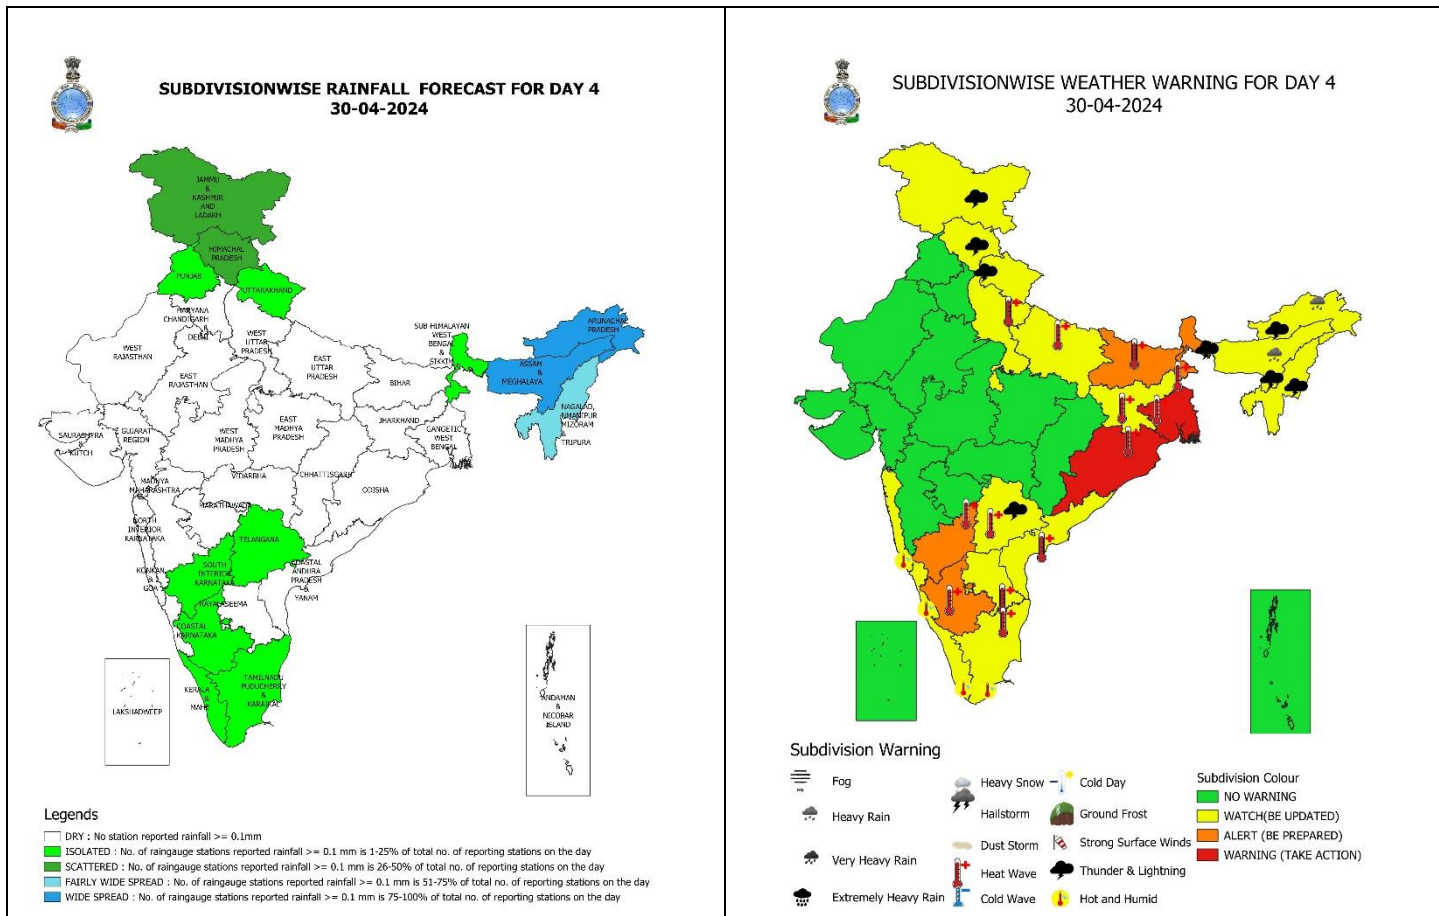 SUBDIVISIONWISE RAINFALL FORECAST FOR DAY 4
30-04-2024
JAMMU
&
KASHMIR
AND
LADAKH
HIMACHAL
PRADESH
PUNJAB
UTTARAKHAND
HARYANA
CHANDIGARH
&
DELHI
WEST
UTTAR
PRADESH
WEST
RAJASTHAN
EAST
RAJASTHAN
EAST
UTTAR
PRADESH
SUB-HIMALAYAN
WEST
BENGAL
&
SIKKIM
ARUNACHAL
PRADESH
ASSAM
&
MEGHALAYA
BIHAR
NAGALAD,
MANIPUR
MIZORAM
&
TRIPURA
SAURASHTRA
&
KUTCH
GUJARAT
REGION
WEST
MADHYA
PRADESH
EAST
MADHYA
PRADESH
JHARKHAND
GANGETIC
WEST
BENGAL
MADHYA
MAHARASHTRA
VIDARBHA
CHHATTISGARH
ODISHA
MARATHAWADA
NORTH
INTERIOR
KARNATAKA
TELANGANA
KONKAN
&
GOA
SOUTH
INTERIOR
KARNATAKA
COASTAL
ANDHRA
PRADESH
&
YANAM
RAYALASEEMA
COASTAL
KARNATAKA
KERALA
&
MAHE
TAMILNADU
PUDUCHERRY
&
KARAIKAL
LAKSHADWEEP
ANDAMAN
&
NICOBAR
ISLAND
Legends
DRY : No station reported rainfall >= 0.1mm
ISOLATED : No. of raingauge stations reported rainfall >= 0.1 mm is 1-25% of total no. of reporting stations on the day
SCATTERED : No. of raingauge stations reported rainfall >= 0.1 mm is 26-50% of total no. of reporting stations on the day
FAIRLY WIDE SPREAD : No. of raingauge stations reported rainfall >= 0.1 mm is 51-75% of total no. of reporting stations on the day
WIDE SPREAD : No. of raingauge stations reported rainfall >= 0.1 mm is 75-100% of total no. of reporting stations on the day
SUBDIVISIONWISE WEATHER WARNING FOR DAY 4
30-04-2024
Subdivision Warning
Fog
Heavy Rain
Very Heavy Rain
Extremely Heavy Rain
Heavy Snow
Hailstorm
Dust Storm
Heat Wave
Cold Wave
Cold Day
Ground Frost
Strong Surface Winds
Thunder & Lightning
Hot and Humid
Subdivision Colour
NO WARNING
WATCH(BE UPDATED)
ALERT (BE PREPARED)
WARNING (TAKE ACTION)